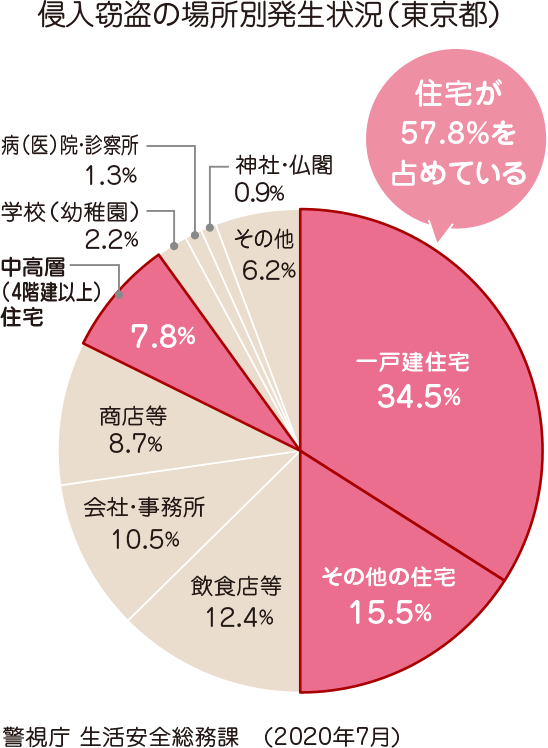 侵入窃盗の場所別発生状況（東京都）
住宅が
57.8%を
占めている
病（医）院・診察所
1.3%
神社・仏閣
0.9%
学校（幼稚園）
2.2%
その他
6.2%
中高層
（4階建以上）
住宅
7.8%
一戸建住宅
34.5%
商店等
8.7%
会社・事務所
10.5%
その他の住宅
15.5%
飲食店等
12.4%
警視庁 生活安全総務課　（2020年7月）